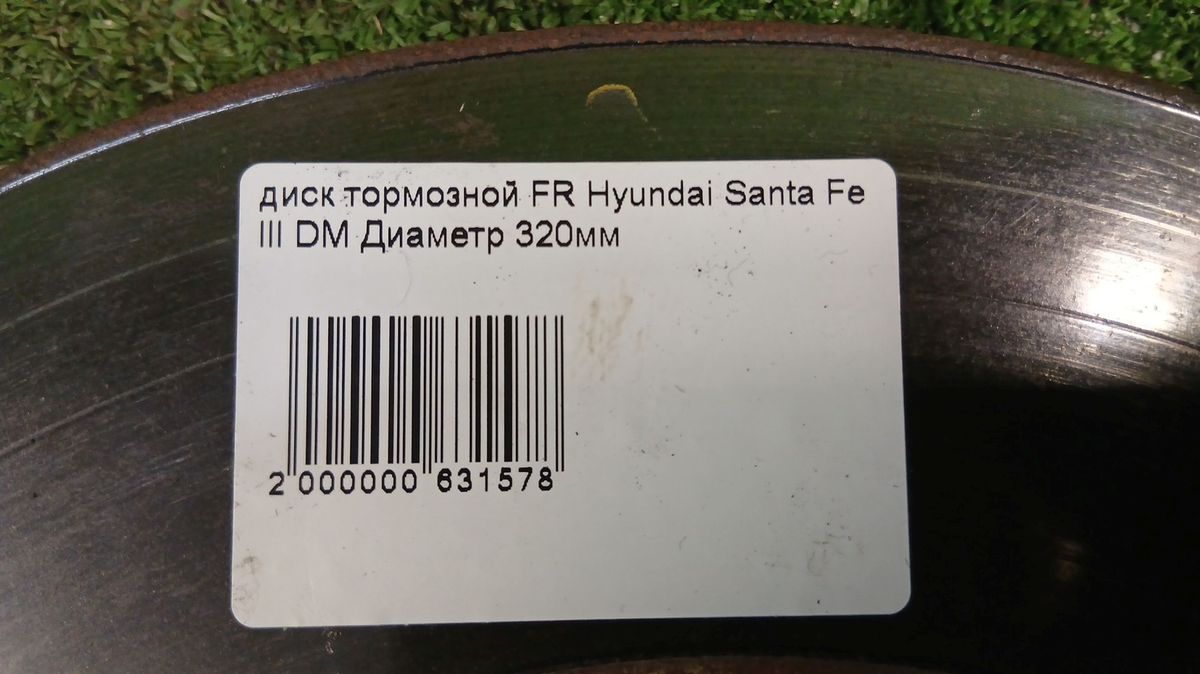 диск тормозной FR Hyundai Santa Fe
III DM Диаметр 320мм
2 000000 631578